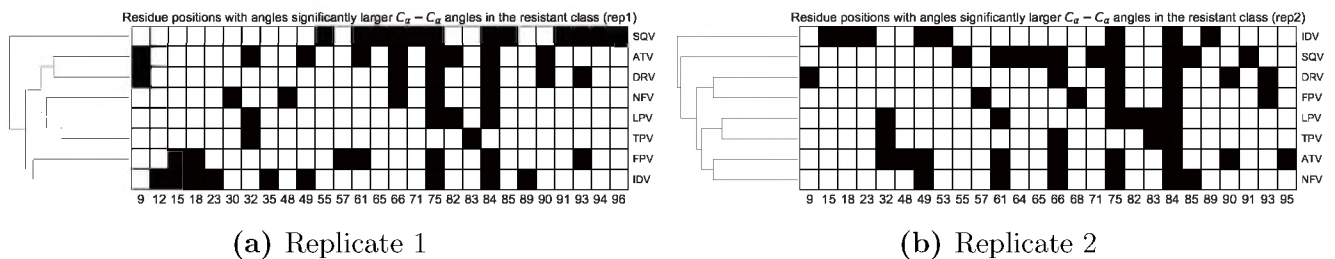 Residue positions with angles significantly larger Cα − Cα angles in the resistant class (rep1)
SQV
ATV
DRV
NFV
LPV
TPV
FPV
IDV
9 12 15 18 23 30 32 35 48 49 55 57 61 65 66 71 75 82 83 84 85 89 90 91 93 94 96
(a) Replicate 1
Residue positions with angles significantly larger Cα − Cα angles in the resistant class (rep2)
IDV
SQV
DRV
FPV
LPV
TPV
ATV
NFV
9 15 18 23 32 48 49 53 55 57 61 64 65 66 68 71 75 82 83 84 85 89 90 91 93 95
(b) Replicate 2